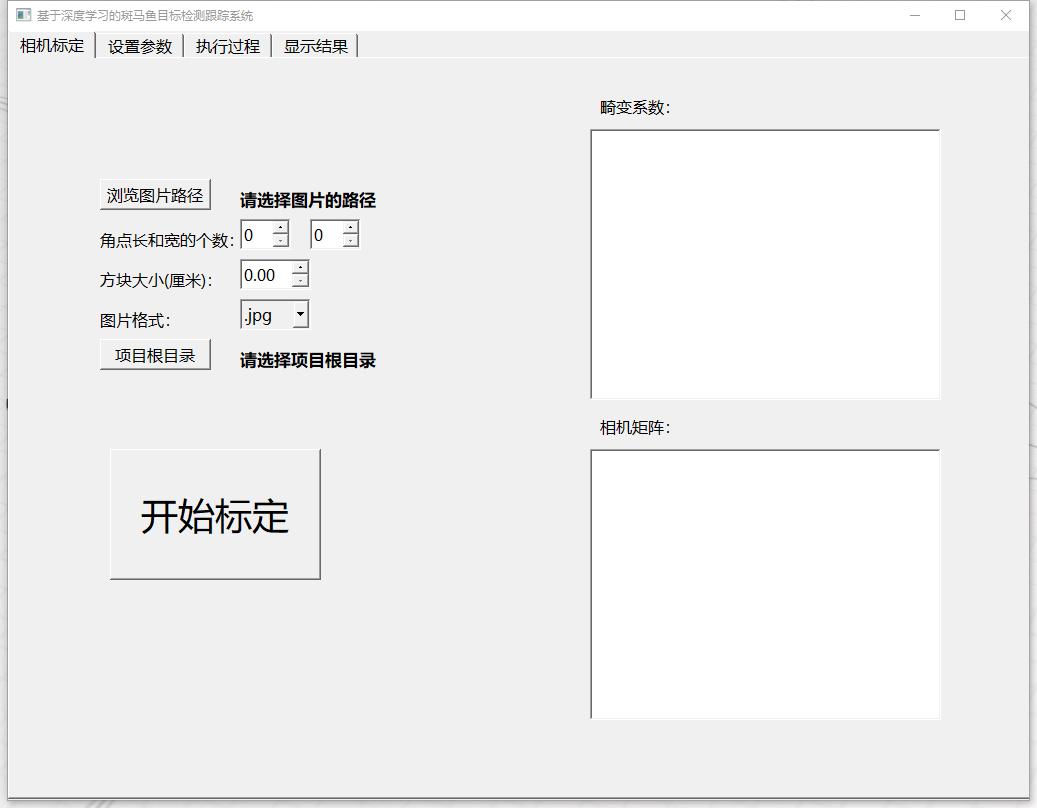 基于深度学习的斑马鱼目标检测跟踪系统
相机标定 设置参数 执行过程 显示结果
畸变系数：
浏览图片路径 请选择图片的路径
角点长和宽的个数： 0 0
方块大小(厘米)： 0.00
图片格式： .jpg
项目根目录 请选择项目根目录
相机矩阵：
开始标定